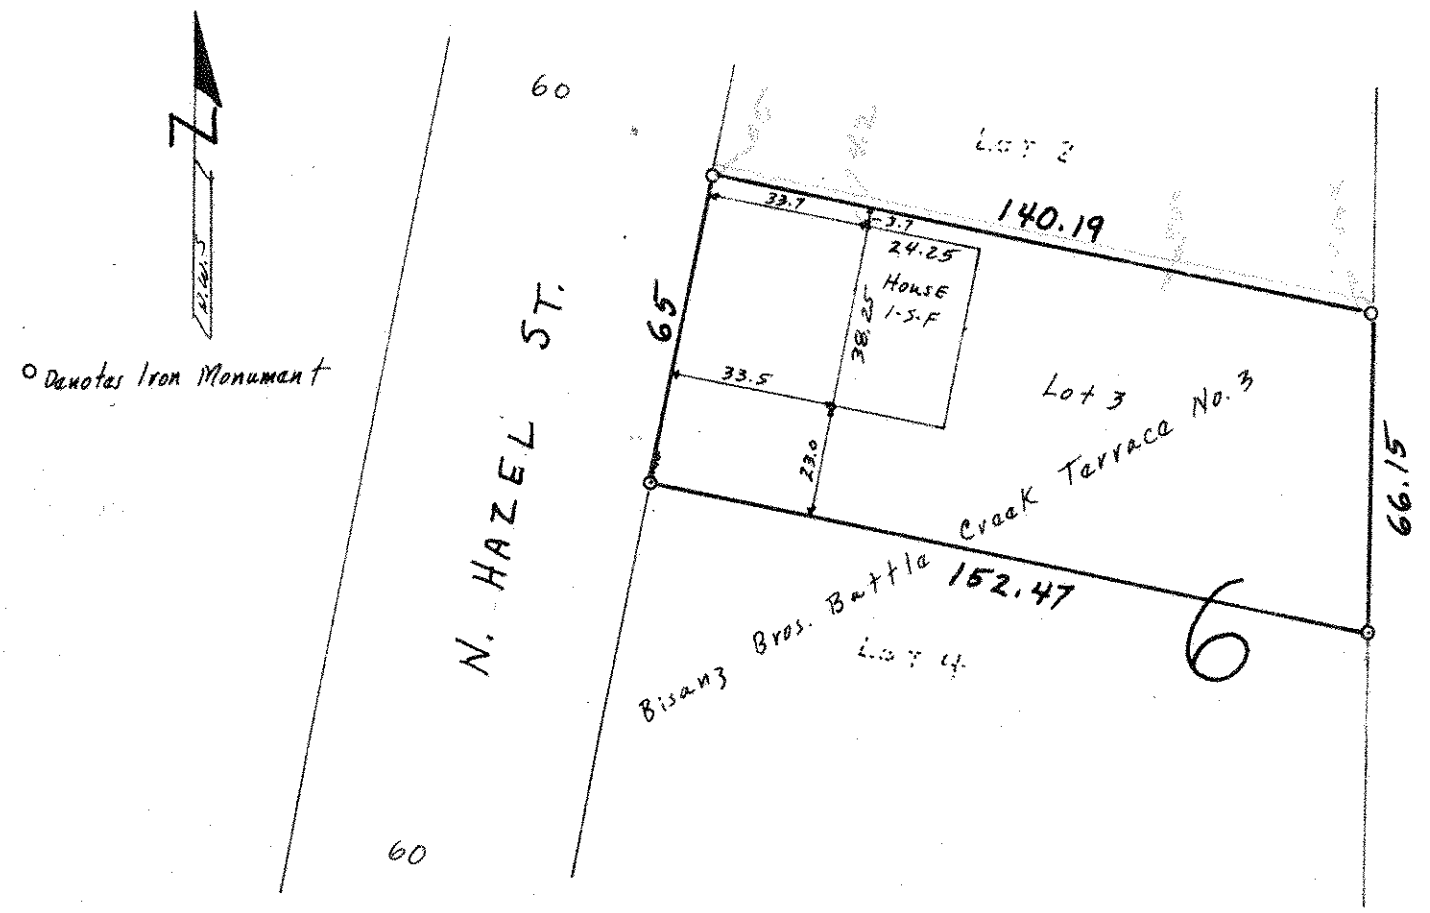 60
Lot 2
N
33.7
140.19
3.7
24.25
House
1-S-F
N.W.S
65
38.25
N. HAZEL ST.
O Denotes Iron Monument
33.5
Lot 3
23.0
66.15
Bisanz Bros. Battle Creek Terrace No. 3
152.47
6
Lot 4
60